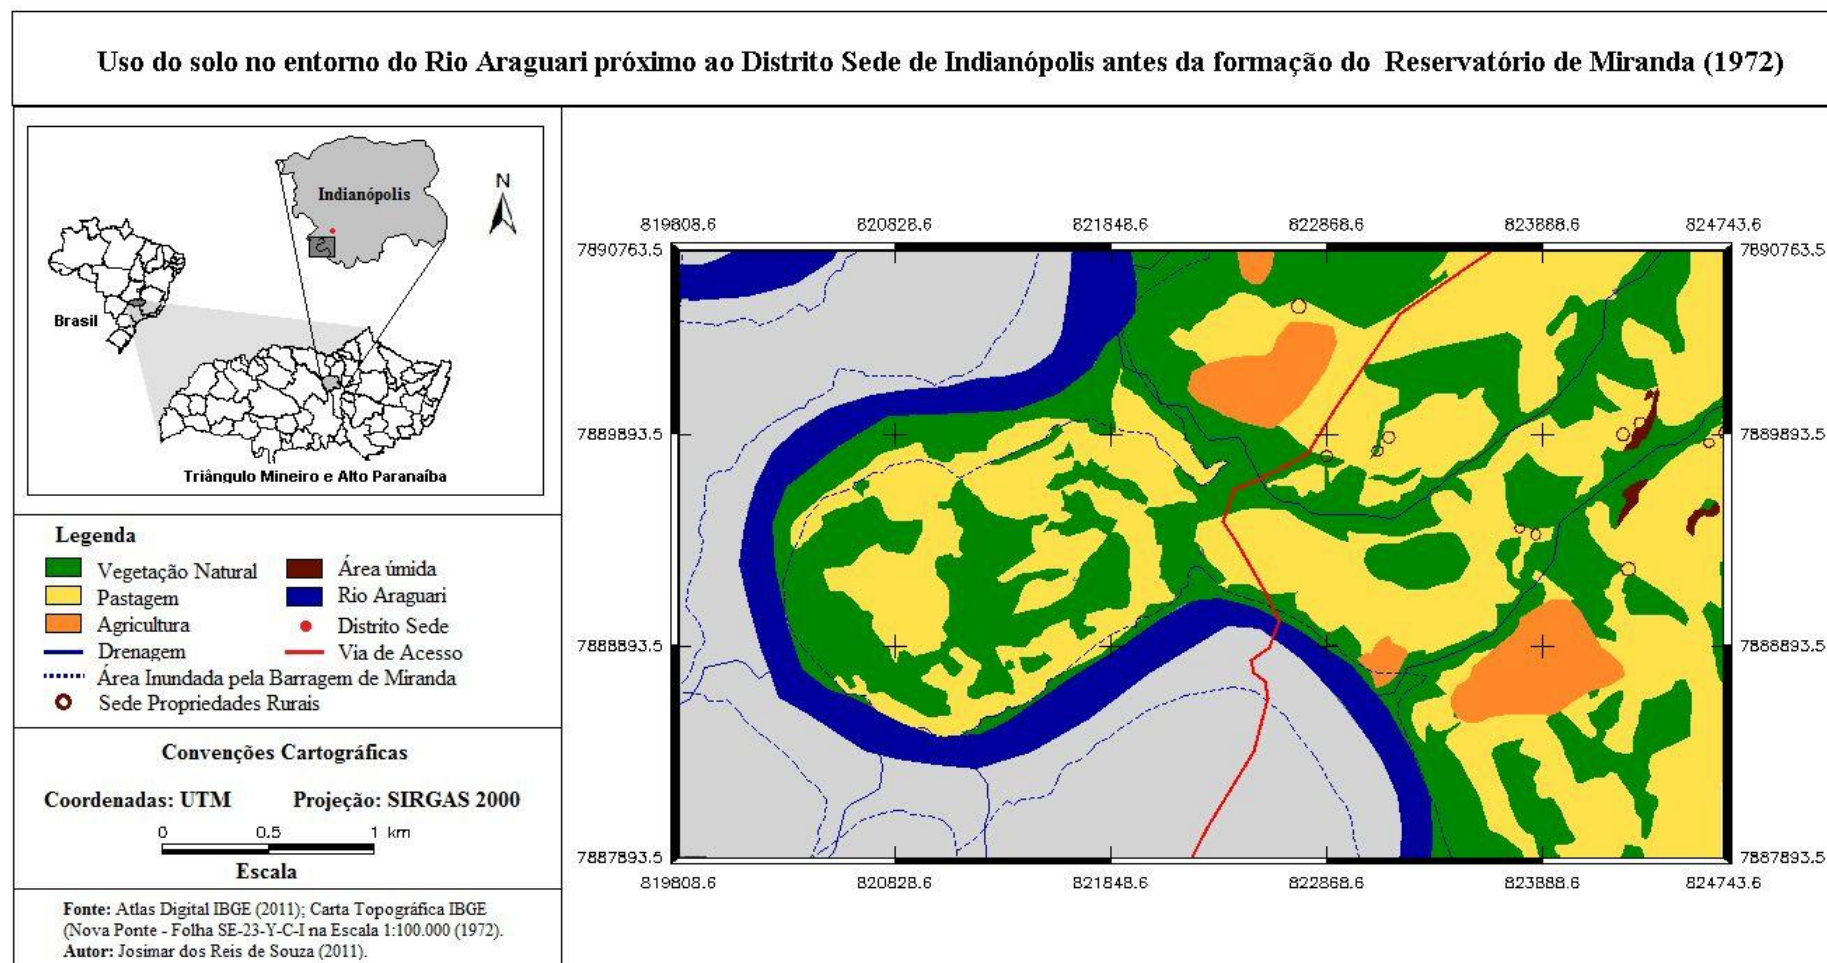 Uso do solo no entorno do Rio Araguari próximo ao Distrito Sede de Indianópolis antes da formação do Reservatório de Miranda (1972)
Indianópolis
N
Brasil
Triângulo Mineiro e Alto Paranaíba
Legenda
Vegetação Natural
Pastagem
Agricultura
Drenagem
Área úmida
Rio Araguari
Distrito Sede
Via de Acesso
Área Inundada pela Barragem de Miranda
Sede Propriedades Rurais
Convenções Cartográficas
Coordenadas: UTM Projeção: SIRGAS 2000
0 0.5 1 km
Escala
Fonte: Atlas Digital IBGE (2011); Carta Topográfica IBGE
(Nova Ponte - Folha SE-23-Y-C-I na Escala 1:100.000 (1972).
Autor: Josimar dos Reis de Souza (2011).
819808.6 820828.6 821848.6 822868.6 823888.6 824743.6
7890763.5 7890763.5
7889893.5 7889893.5
7888893.5 7888893.5
7887893.5 7887893.5
819808.6 820828.6 821848.6 822868.6 823888.6 824743.6